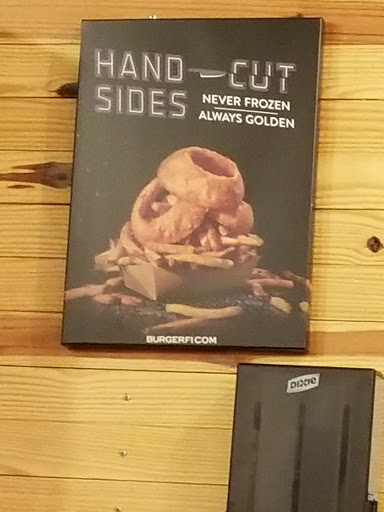 HAND-CUT
SIDES
NEVER FROZEN
ALWAYS GOLDEN
BURGERFI.COM
DIXIE